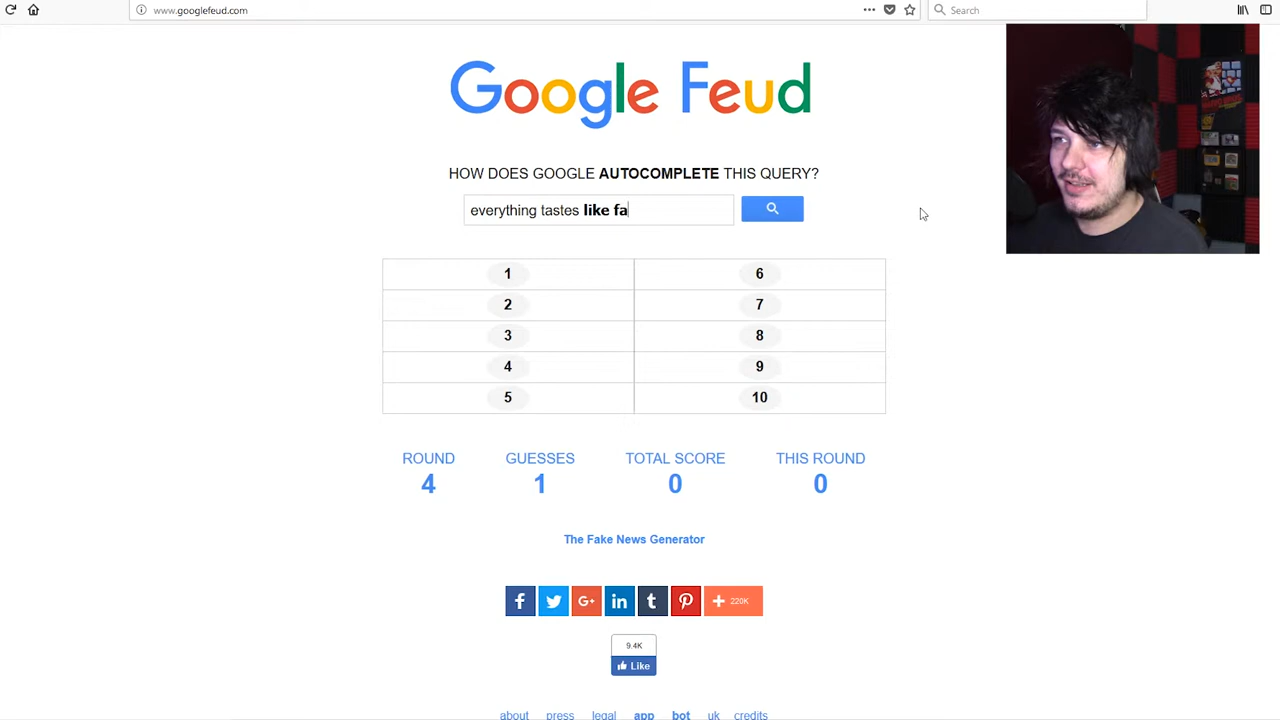 www.googlefeud.com
Search
Google Feud
HOW DOES GOOGLE AUTOCOMPLETE THIS QUERY?
everything tastes like fa
1 6
2 7
3 8
4 9
5 10
ROUND GUESSES TOTAL SCORE THIS ROUND
4 1 0 0
The Fake News Generator
220K
9.4K
Like
about press legal app bot uk credits